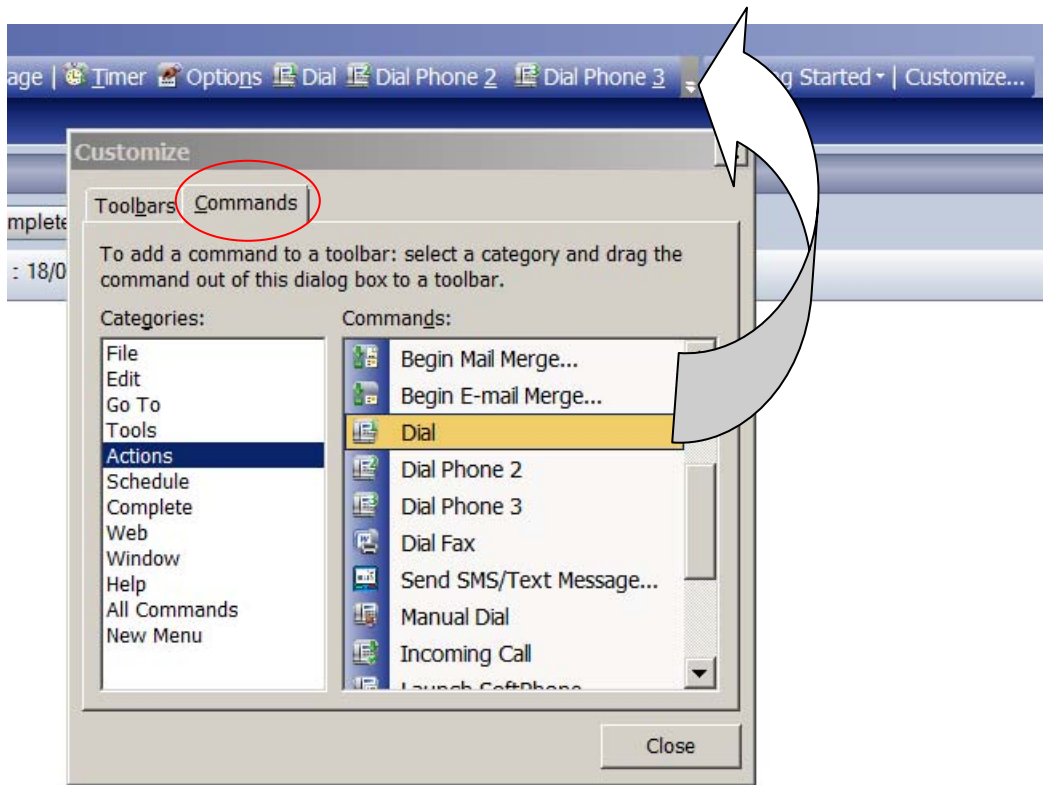 age | Timer Options Dial Dial Phone 2 Dial Phone 3 g Started | Customize...
Customize
Toolbars Commands
mplete
: 18/0
To add a command to a toolbar: select a category and drag the
command out of this dialog box to a toolbar.
Categories: Commands:
File
Edit
Go To
Tools
Actions
Schedule
Complete
Web
Window
Help
All Commands
New Menu
Begin Mail Merge...
Begin E-mail Merge...
Dial
Dial Phone 2
Dial Phone 3
Dial Fax
Send SMS/Text Message...
Manual Dial
Incoming Call
Launch SoftPhone
Close